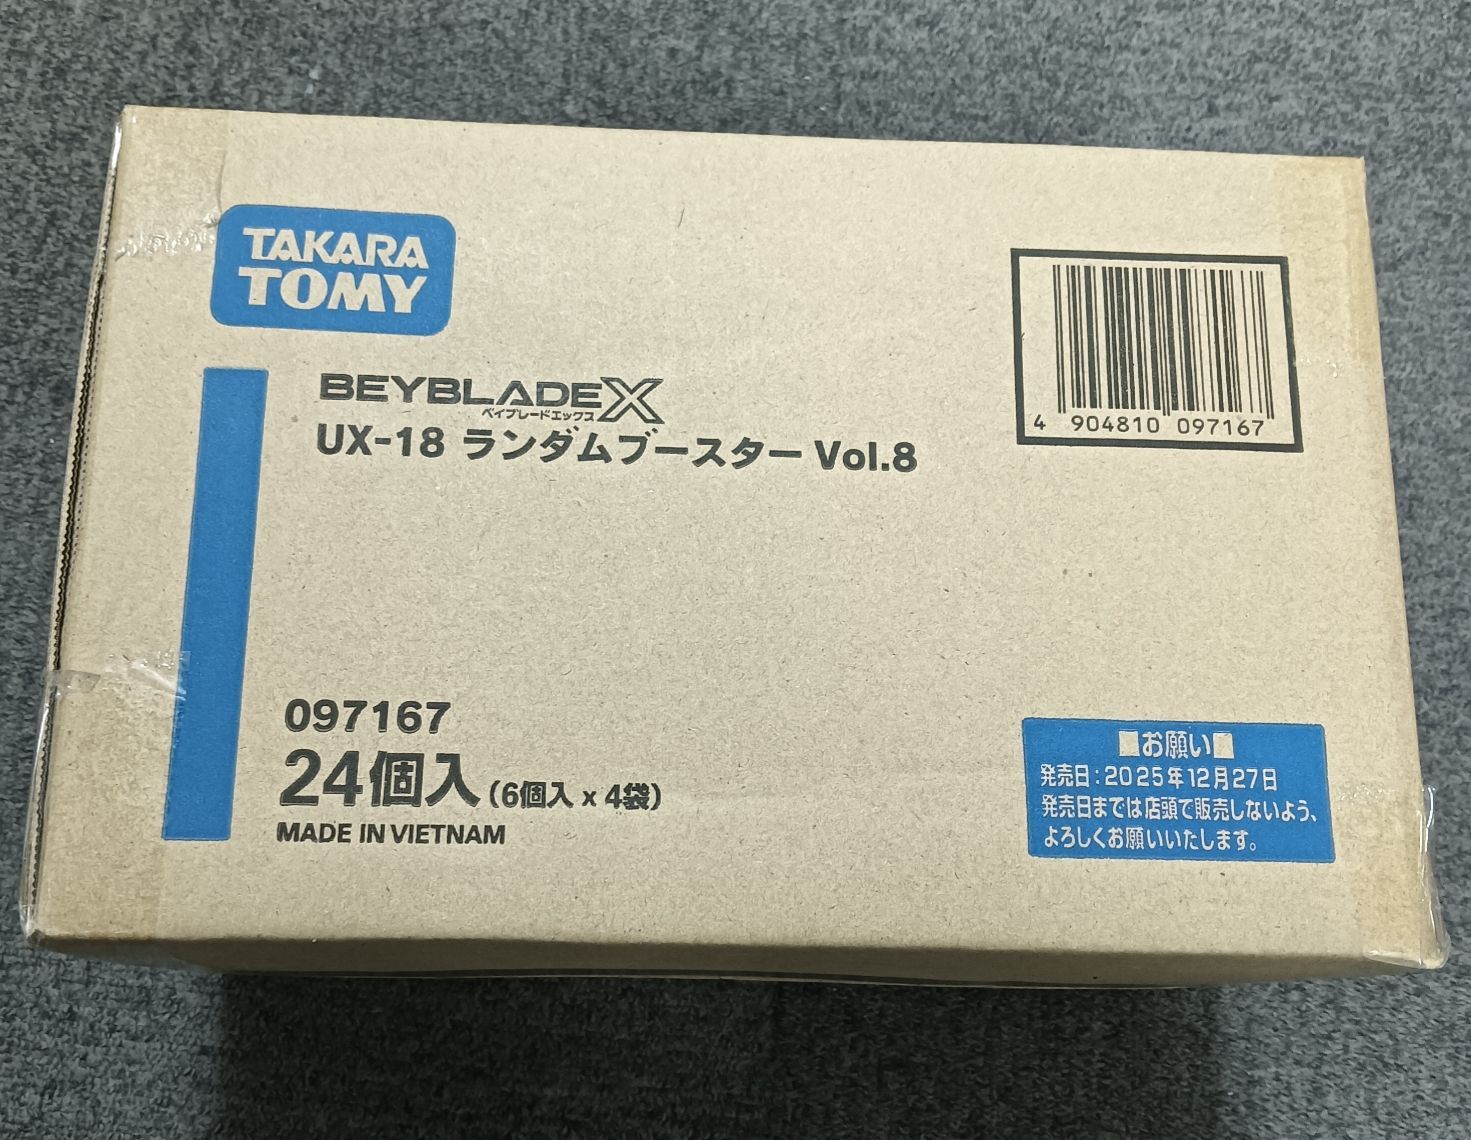 TAKARA
TOMY
BEYBLADE X
ベイブレードエックス
UX-18 ランダムブースター Vol.8
4 904810 097167
097167
24個入 (6個入 x 4袋)
MADE IN VIETNAM
■お願い■
発売日:2025年12月27日
発売日までは店頭で販売しないよう、
よろしくお願いいたします。